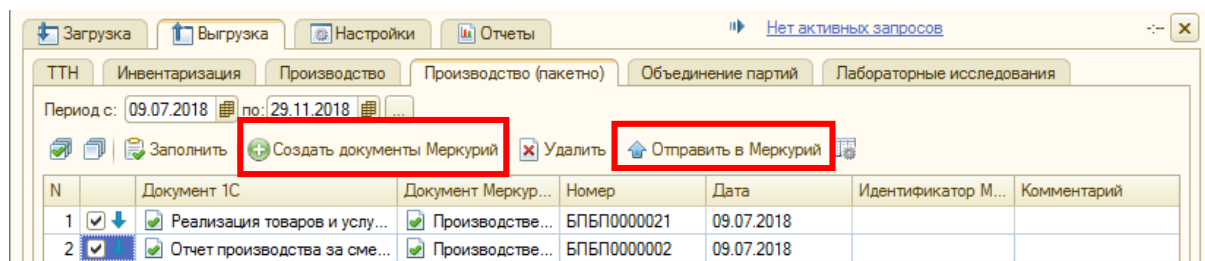 Загрузка Выгрузка Настройки Отчеты Нет активных запросов -:--
ТТН Инвентаризация Производство Производство (пакетно) Объединение партий Лабораторные исследования
Период с: 09.07.2018 по: 29.11.2018 ...
Заполнить Создать документы Меркурий Удалить Отправить в Меркурий
N Документ 1С Документ Меркур... Номер Дата Идентификатор М... Комментарий
1 Реализация товаров и услу... Производстве... БПБП0000021 09.07.2018
2 Отчет производства за сме... Производстве... БПБП0000002 09.07.2018